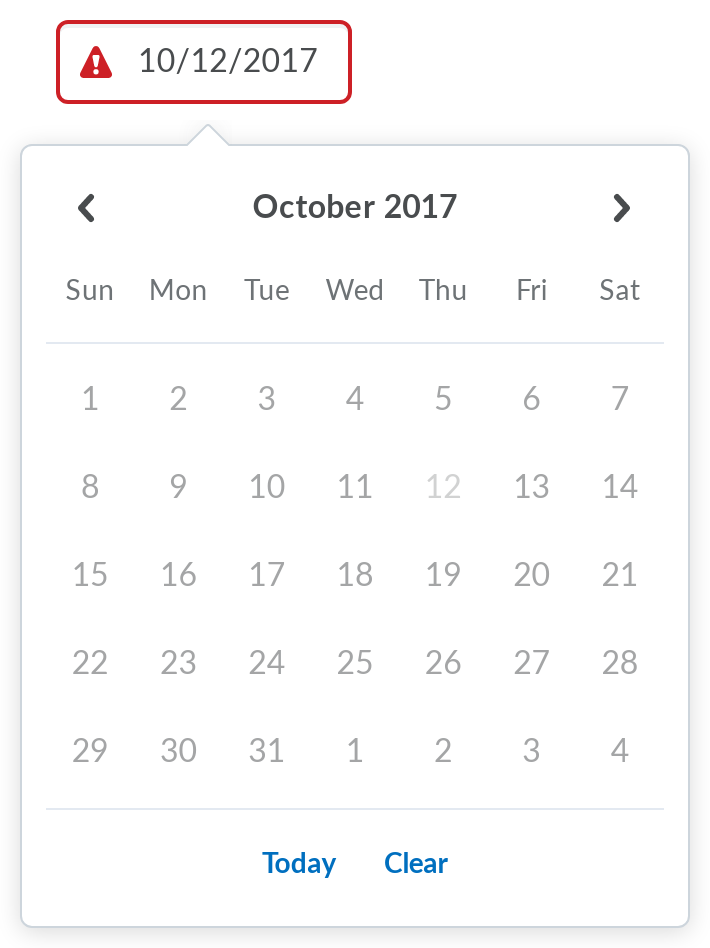 10/12/2017
October 2017
Sun Mon Tue Wed Thu Fri Sat
1 2 3 4 5 6 7
8 9 10 11 12 13 14
15 16 17 18 19 20 21
22 23 24 25 26 27 28
29 30 31 1 2 3 4
Today Clear